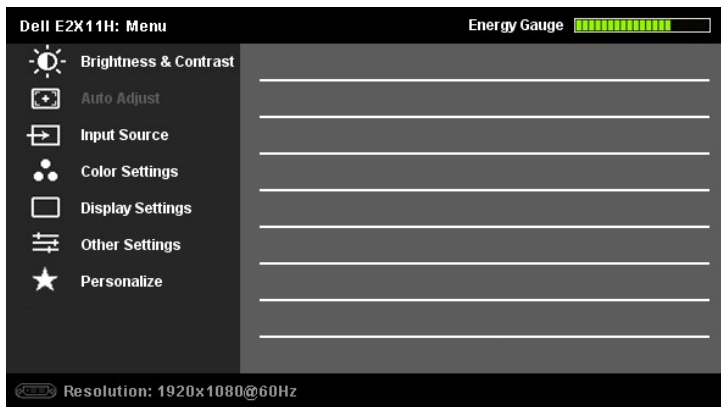 Dell E2X11H: Menu Energy Gauge
Brightness & Contrast
Auto Adjust
Input Source
Color Settings
Display Settings
Other Settings
Personalize
Resolution: 1920x1080@60Hz